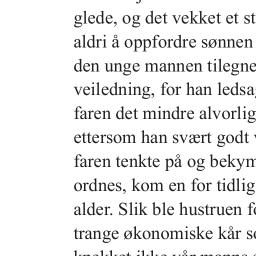 glede, og det vekket et st
aldri å oppfordre sønnen
den unge mannen tilegne
veiledning, for han ledsa
faren det mindre alvorlig
ettersom han svært godt v
faren tenkte på og bekym
ordnes, kom en for tidlig
alder. Slik ble hustruen f
trange økonomiske kår s